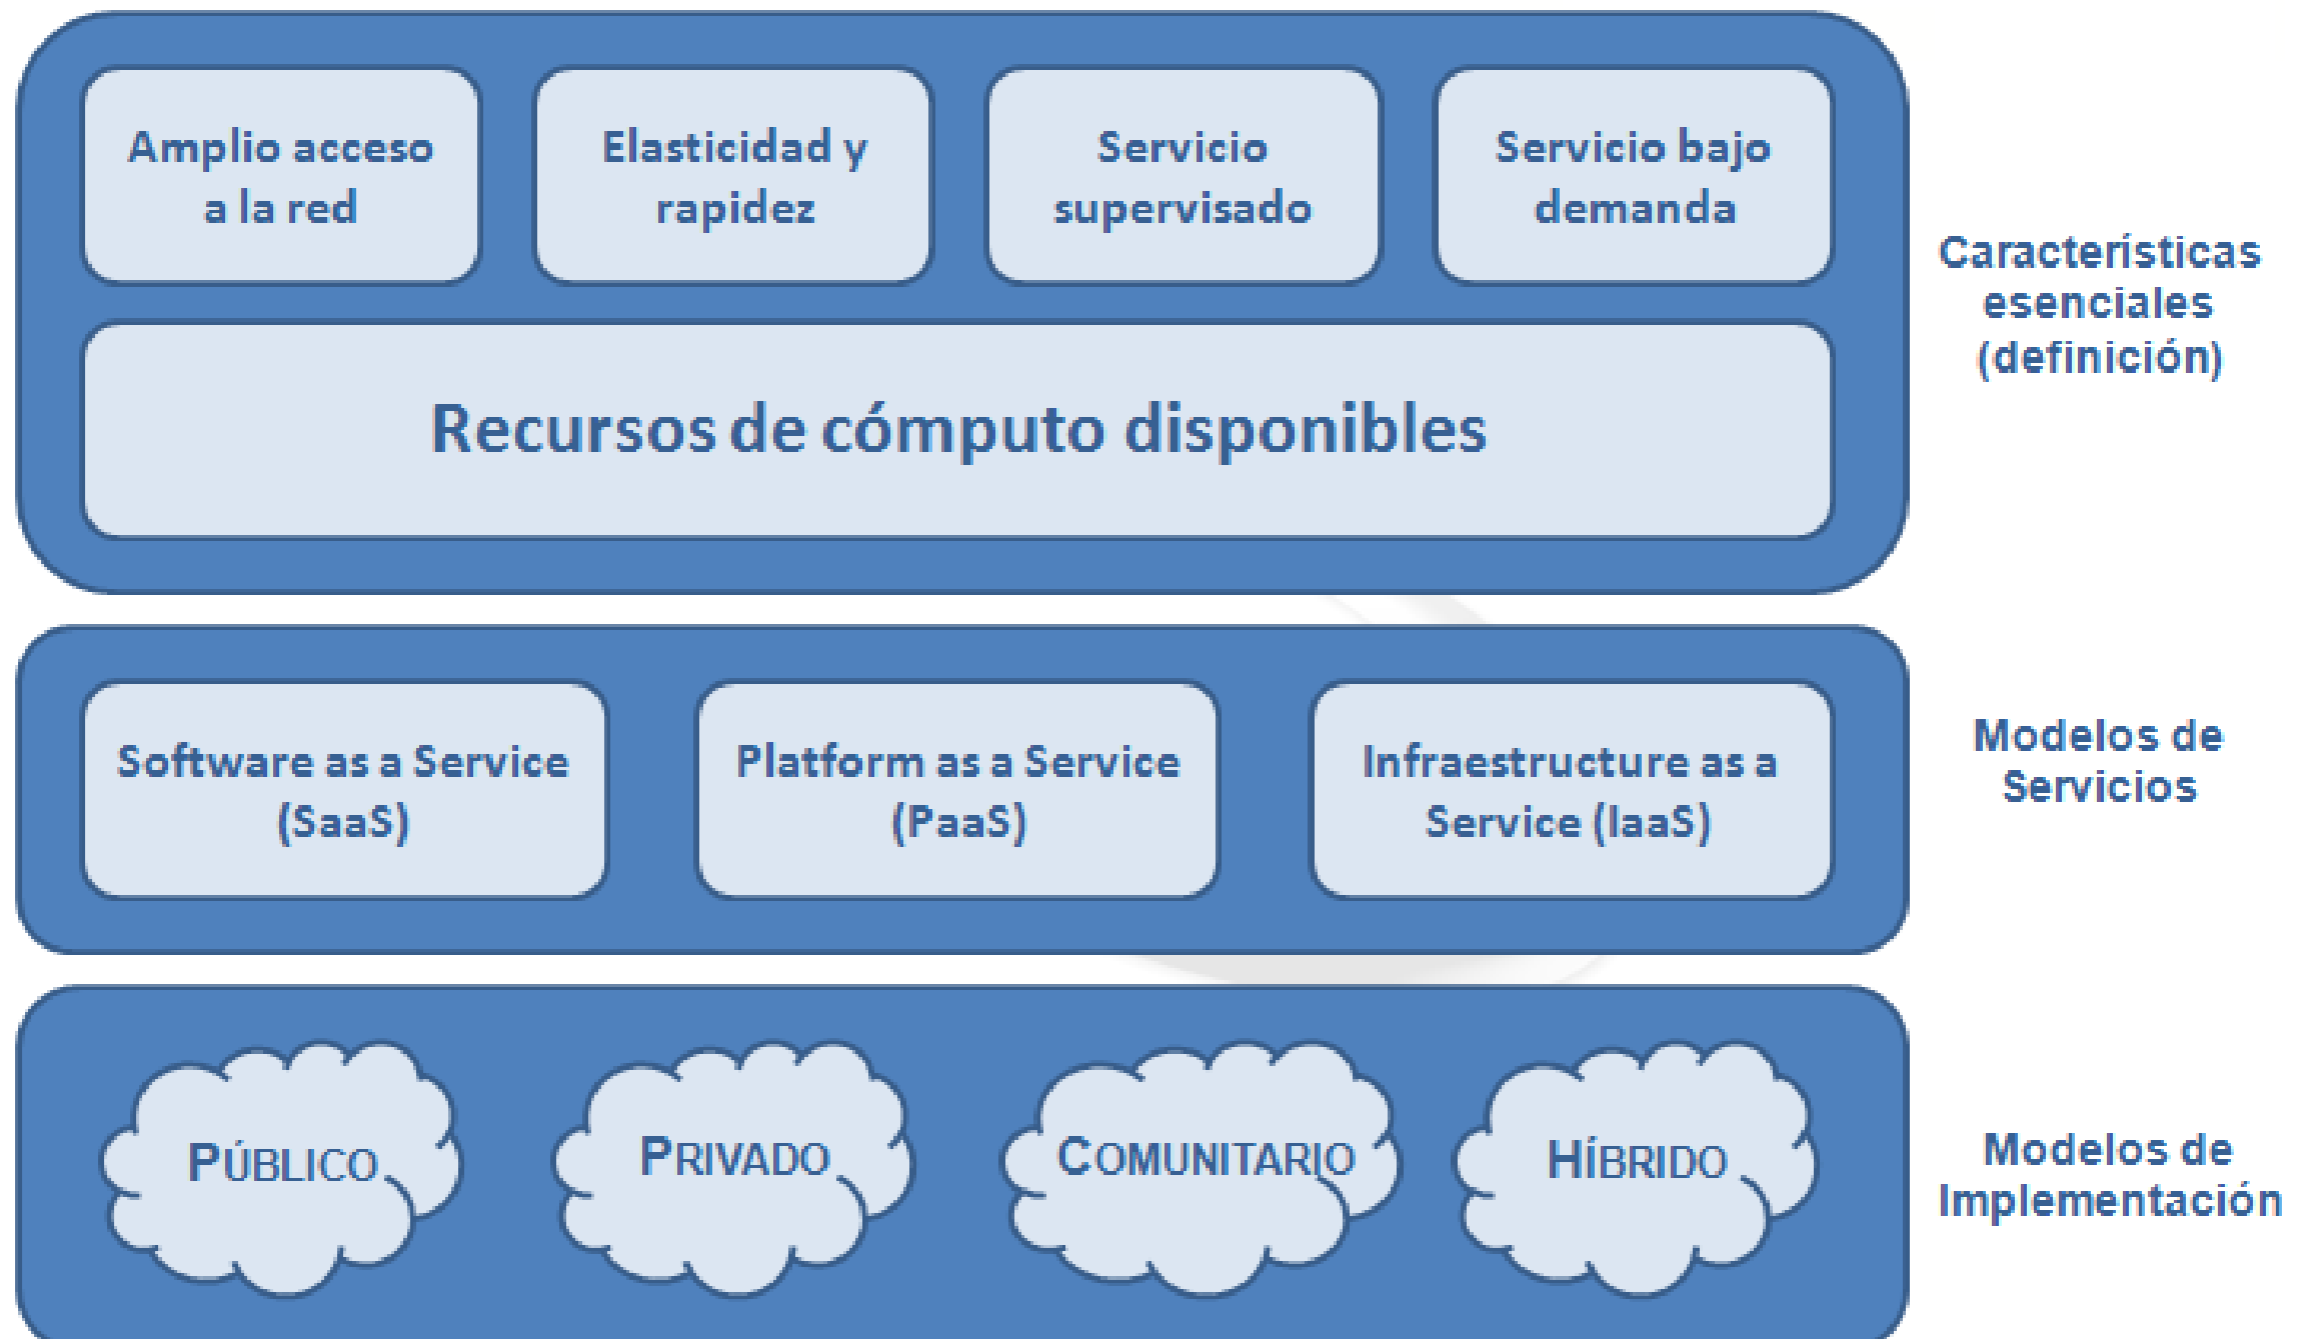 Amplio acceso
a la red
Elasticidad y
rapidez
Servicio
supervisado
Servicio bajo
demanda
Recursos de cómputo disponibles
Características
esenciales
(definición)
Software as a Service
(SaaS)
Platform as a Service
(PaaS)
Infraestructure as a
Service (IaaS)
Modelos de
Servicios
PÚBLICO
PRIVADO
COMUNITARIO
HÍBRIDO
Modelos de
Implementación